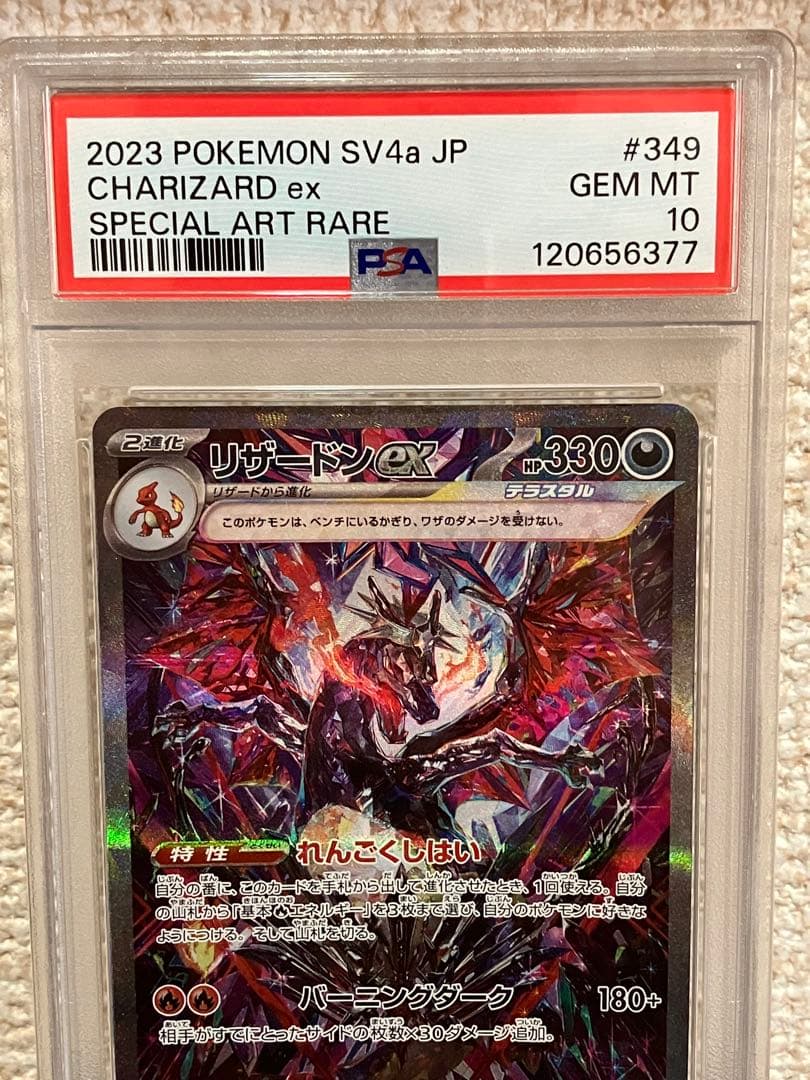 2023 POKEMON SV4a JP #349
CHARIZARD ex GEM MT
SPECIAL ART RARE 10
PSA 120656377
2進化 リザードンex HP330
リザードから進化 テラスタル
このポケモンは、ベンチにいるかぎり、ワザのダメージを受けない。
特性 れんごくしはい
自分の番に、このカードを手札から出して進化させたとき、1回使える。自分
の山札から「基本エネルギー」を3枚まで選び、自分のポケモンに好きな
ようにつける。そして山札を切る。
バーニングダーク 180+
相手がすでにとったサイドの枚数×30ダメージ追加。